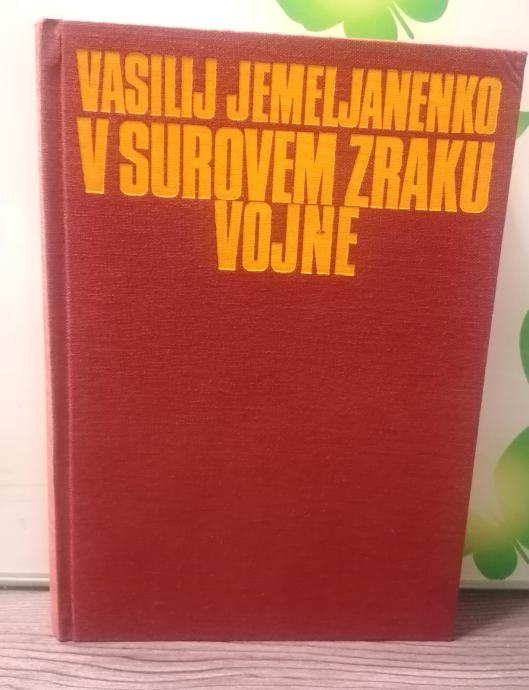 VASILIJ JEMELJANENKO
V SUROVEM ZRAKU
VOJNE